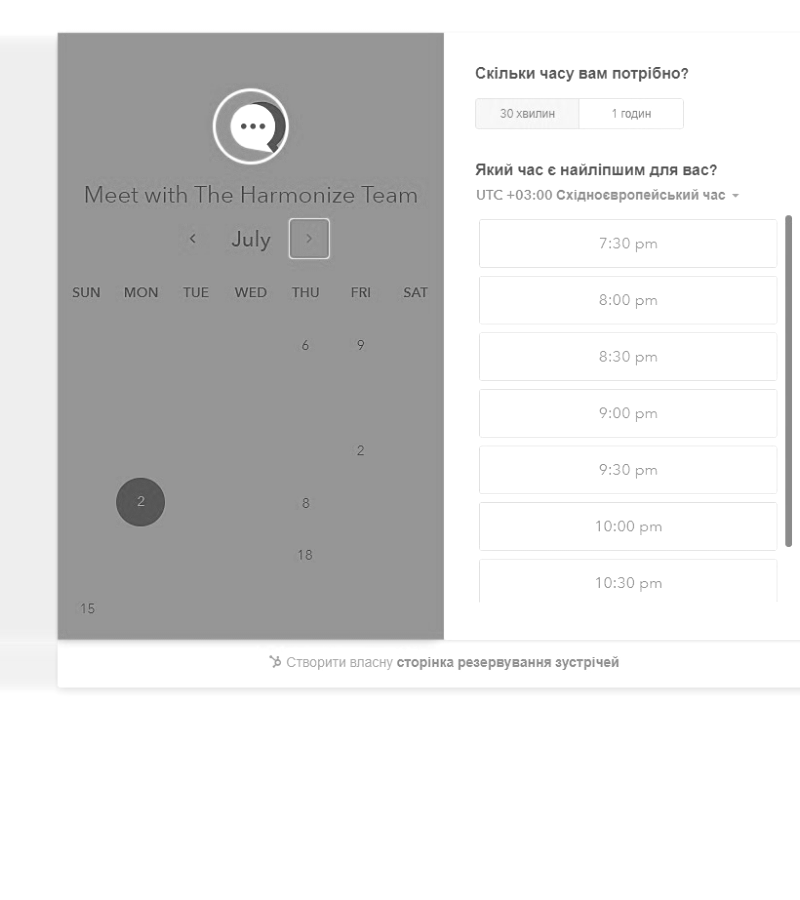 Meet with The Harmonize Team
July
SUN MON TUE WED THU FRI SAT
6 9
2
2 8
18
15
Скільки часу вам потрібно?
30 хвилин 1 годин
Який час є найліпшим для вас?
UTC +03:00 Східноєвропейський час
7:30 pm
8:00 pm
8:30 pm
9:00 pm
9:30 pm
10:00 pm
10:30 pm
Створити власну сторінка резервування зустрічей